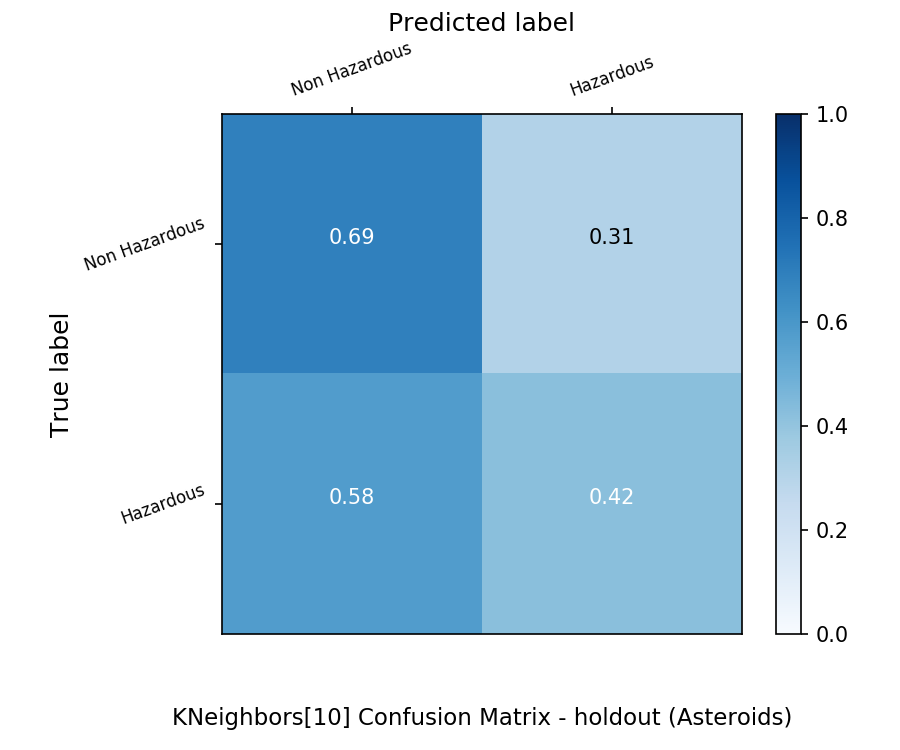 Predicted label
Non Hazardous
Hazardous
1.0
0.8
0.6
0.4
0.2
0.0
True label
Non Hazardous
0.69
0.31
Hazardous
0.58
0.42
KNeighbors[10] Confusion Matrix - holdout (Asteroids)